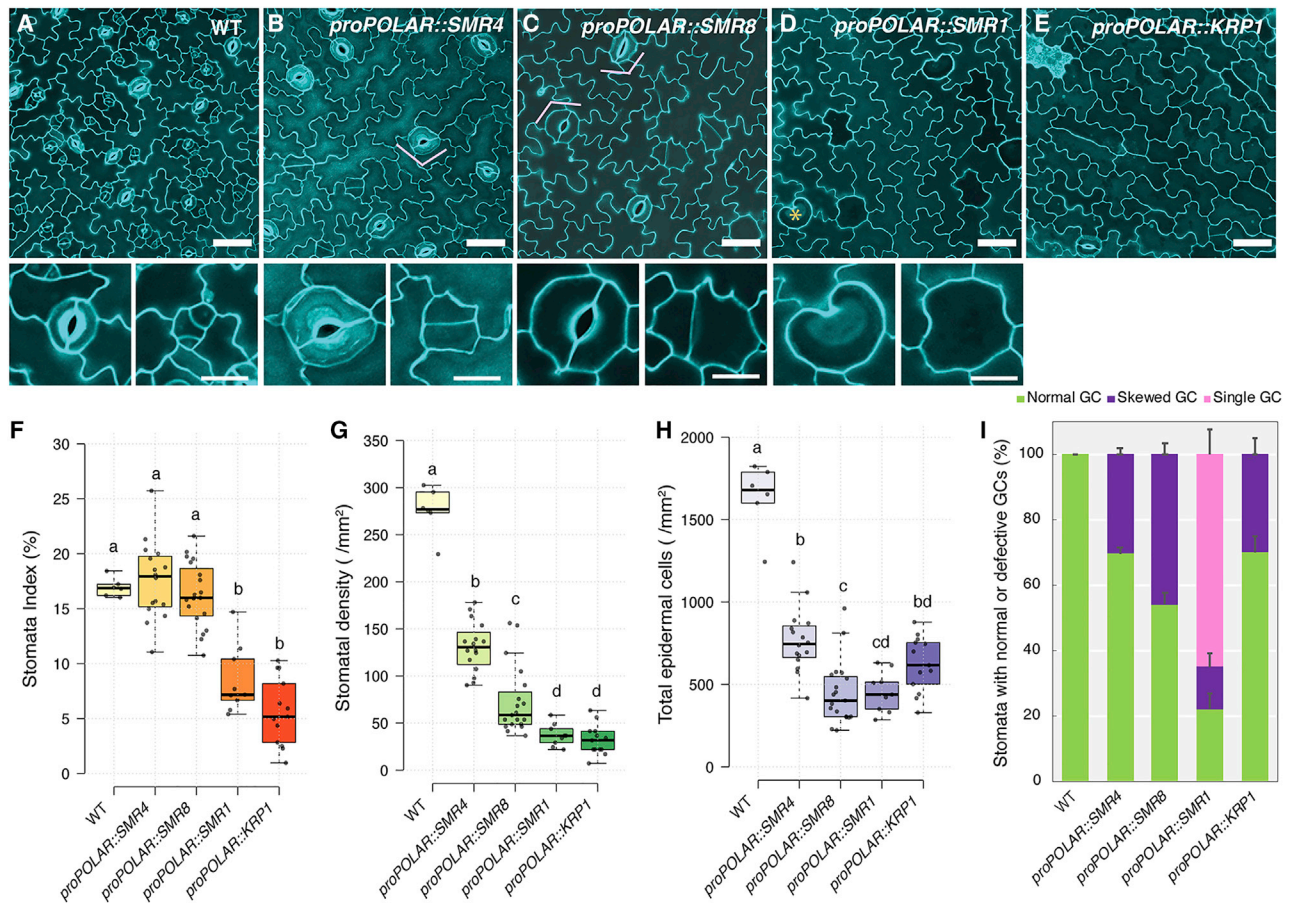 A WT
B proPOLAR::SMR4
C proPOLAR::SMR8
D proPOLAR::SMR1
E proPOLAR::KRP1
*
Normal GC Skewed GC Single GC
F
Stomata Index (%)
30
25
20
15
10
5
0
a
a
a
b
b
WT
proPOLAR::SMR4
proPOLAR::SMR8
proPOLAR::SMR1
proPOLAR::KRP1
G
Stomatal density ( /mm²)
350
300
250
200
150
100
50
0
a
b
c
d
d
WT
proPOLAR::SMR4
proPOLAR::SMR8
proPOLAR::SMR1
proPOLAR::KRP1
H
Total epidermal cells ( /mm²)
2000
1500
1000
500
0
a
b
c
cd
bd
WT
proPOLAR::SMR4
proPOLAR::SMR8
proPOLAR::SMR1
proPOLAR::KRP1
I
Stomata with normal or defective GCs (%)
100
80
60
40
20
0
WT
proPOLAR::SMR4
proPOLAR::SMR8
proPOLAR::SMR1
proPOLAR::KRP1